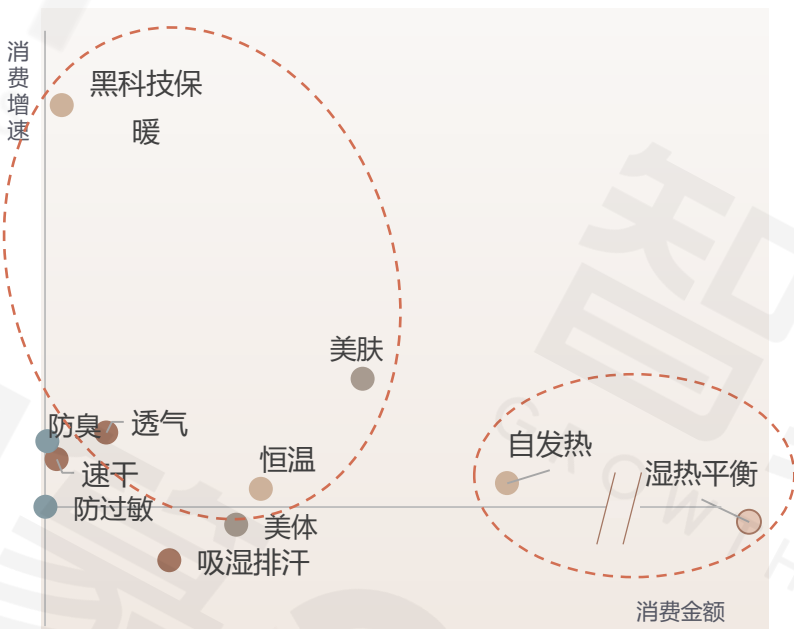 消费增速
黑科技保
暖
美肤
防臭
透气
自发热
恒温
湿热平衡
速干
防过敏
美体
吸湿排汗
消费金额
GROWTH